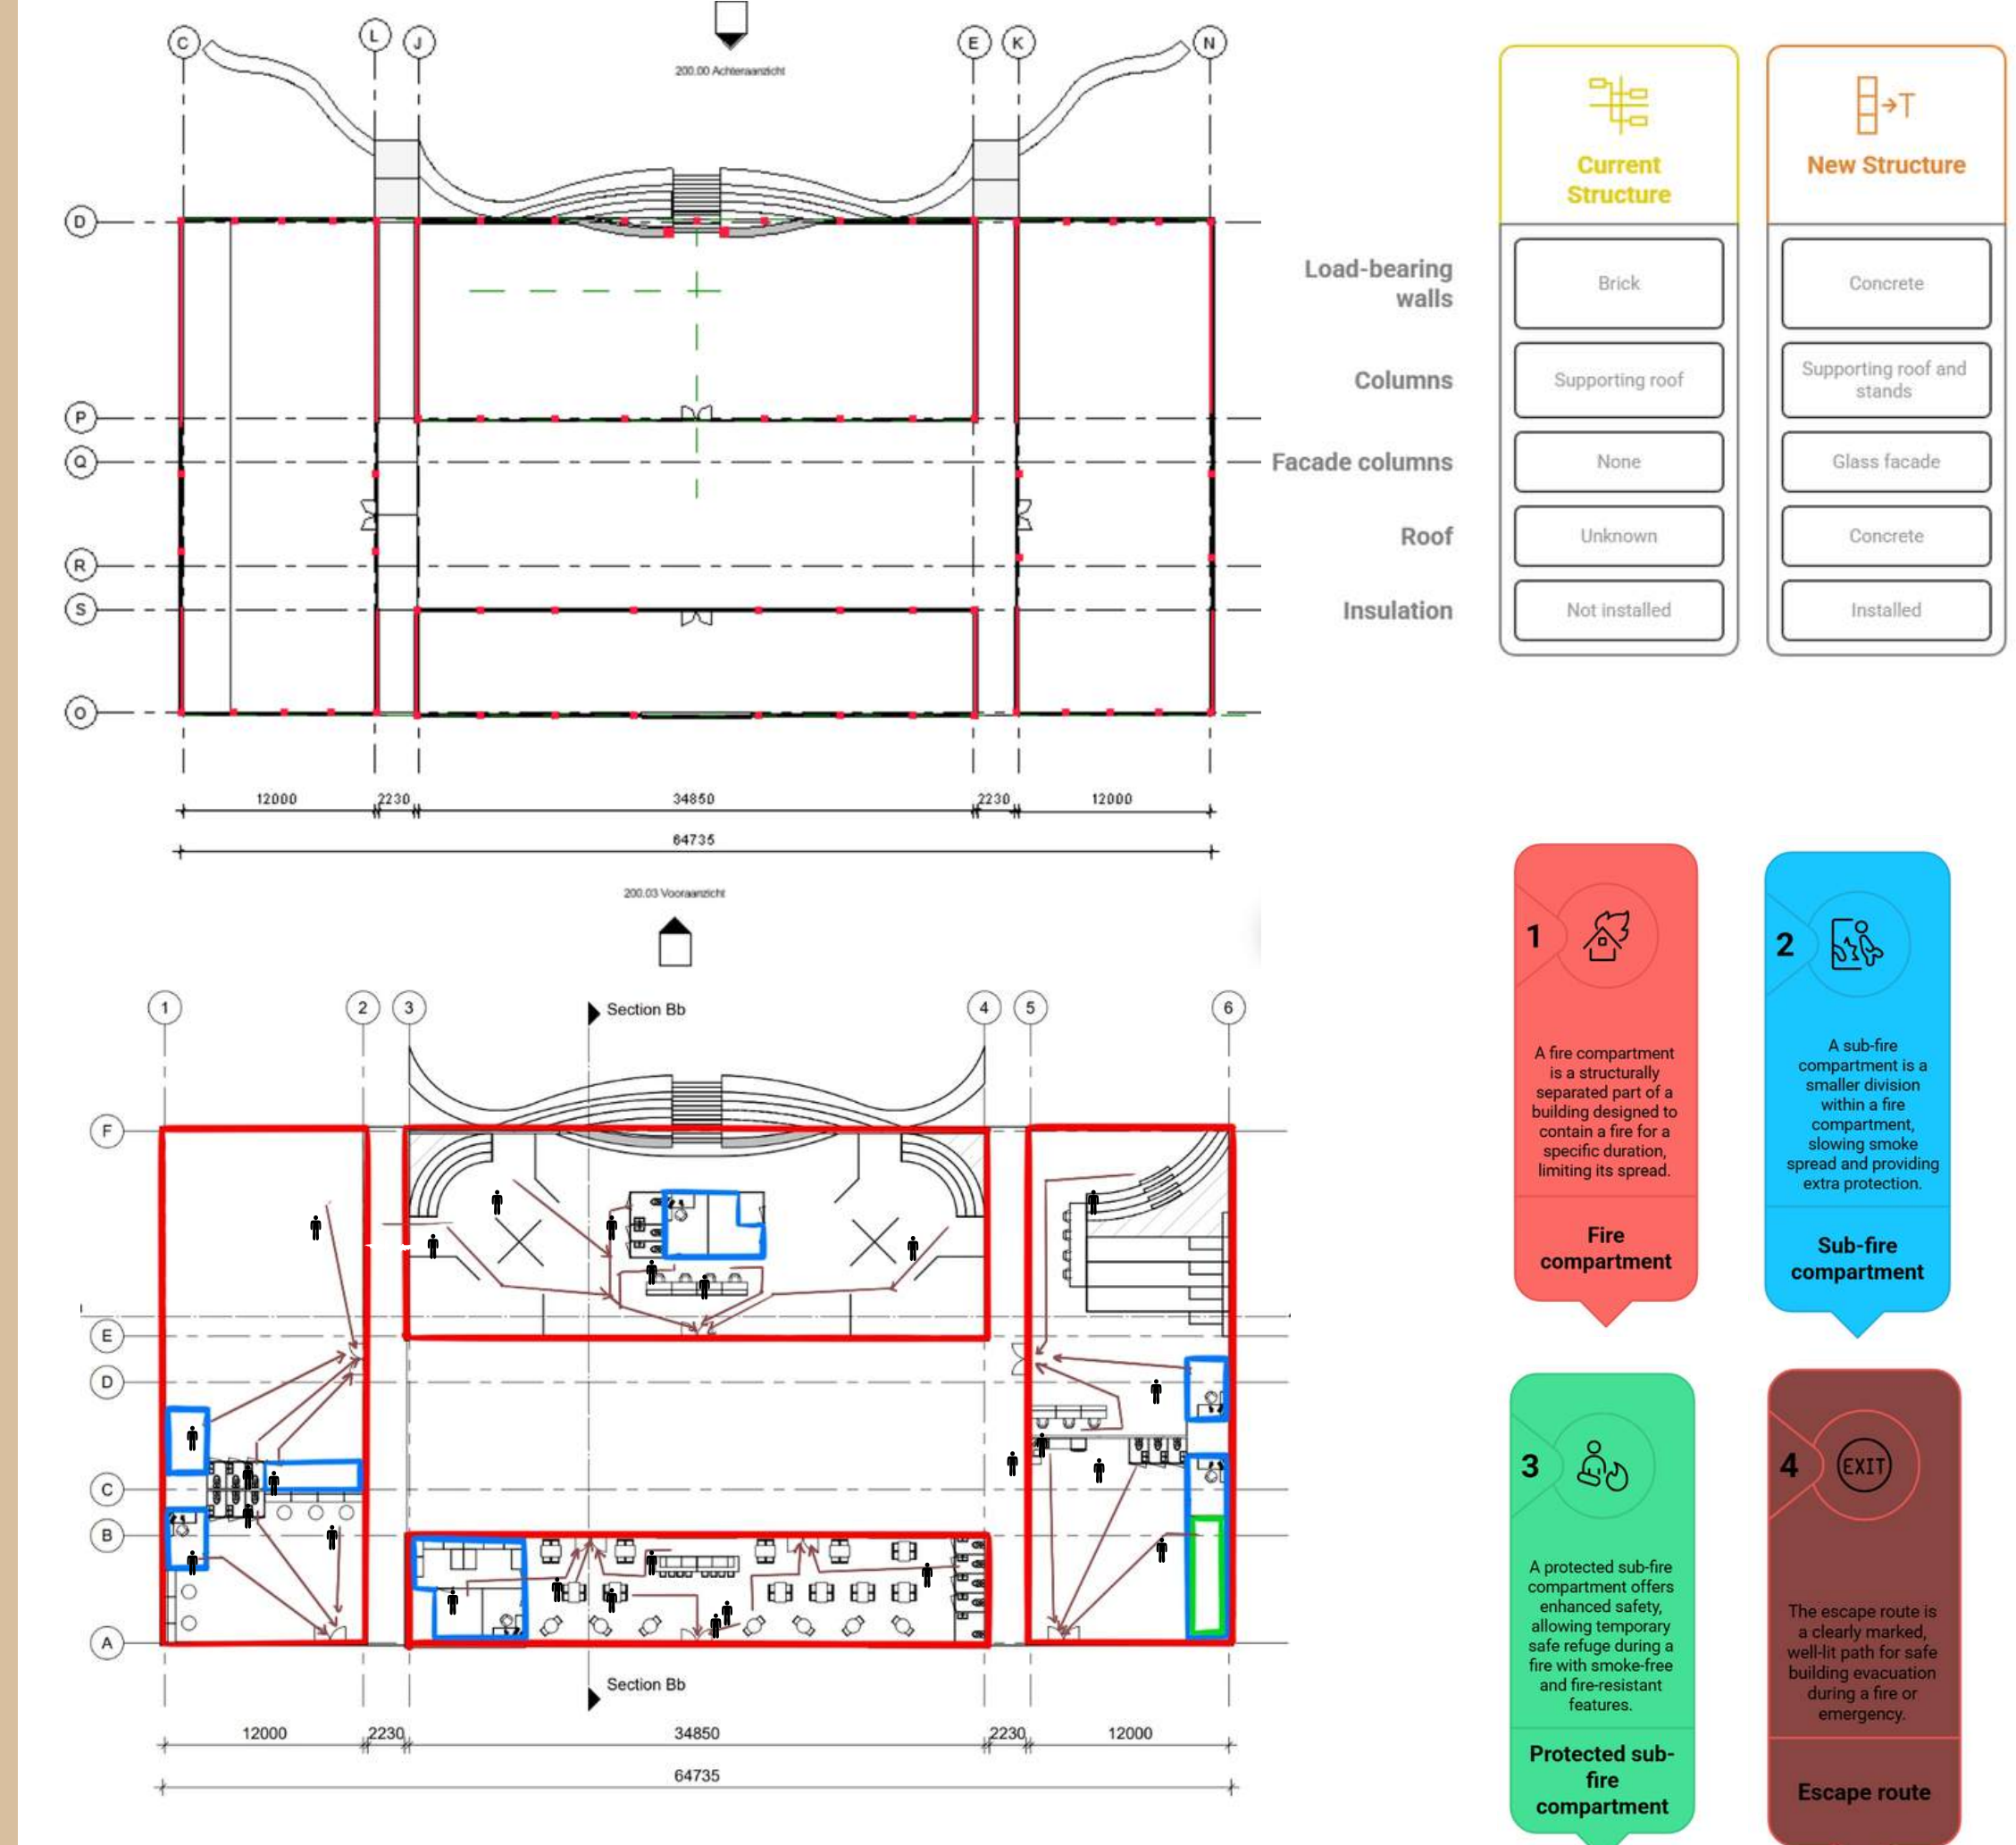 C
L
J
E
K
N
200.00 Achteraanzicht
D
P
Q
R
S
O
12000
2230
34850
2230
12000
64735
200.03 Vooraanzicht
Current
Structure
New Structure
Load-bearing
walls
Brick
Concrete
Columns
Supporting roof
Supporting roof and
stands
Facade columns
None
Glass facade
Roof
Unknown
Concrete
Insulation
Not installed
Installed
1
2
3
4
5
6
Section Bb
F
E
D
C
B
A
Section Bb
12000
2230
34850
2230
12000
64735
1
A fire compartment
is a structurally
separated part of a
building designed to
contain a fire for a
specific duration,
limiting its spread.
Fire
compartment
2
A sub-fire
compartment is a
smaller division
within a fire
compartment,
slowing smoke
spread and providing
extra protection.
Sub-fire
compartment
3
A protected sub-fire
compartment offers
enhanced safety,
allowing temporary
safe refuge during a
fire with smoke-free
and fire-resistant
features.
Protected sub-
fire
compartment
4
EXIT
The escape route is
a clearly marked,
well-lit path for safe
building evacuation
during a fire or
emergency.
Escape route